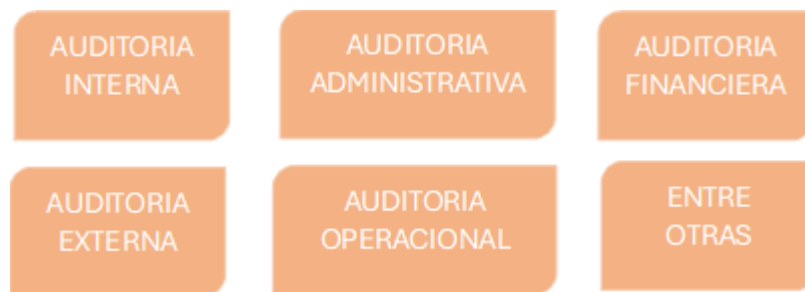 AUDITORIA
INTERNA
AUDITORIA
ADMINISTRATIVA
AUDITORIA
FINANCIERA
AUDITORIA
EXTERNA
AUDITORIA
OPERACIONAL
ENTRE
OTRAS